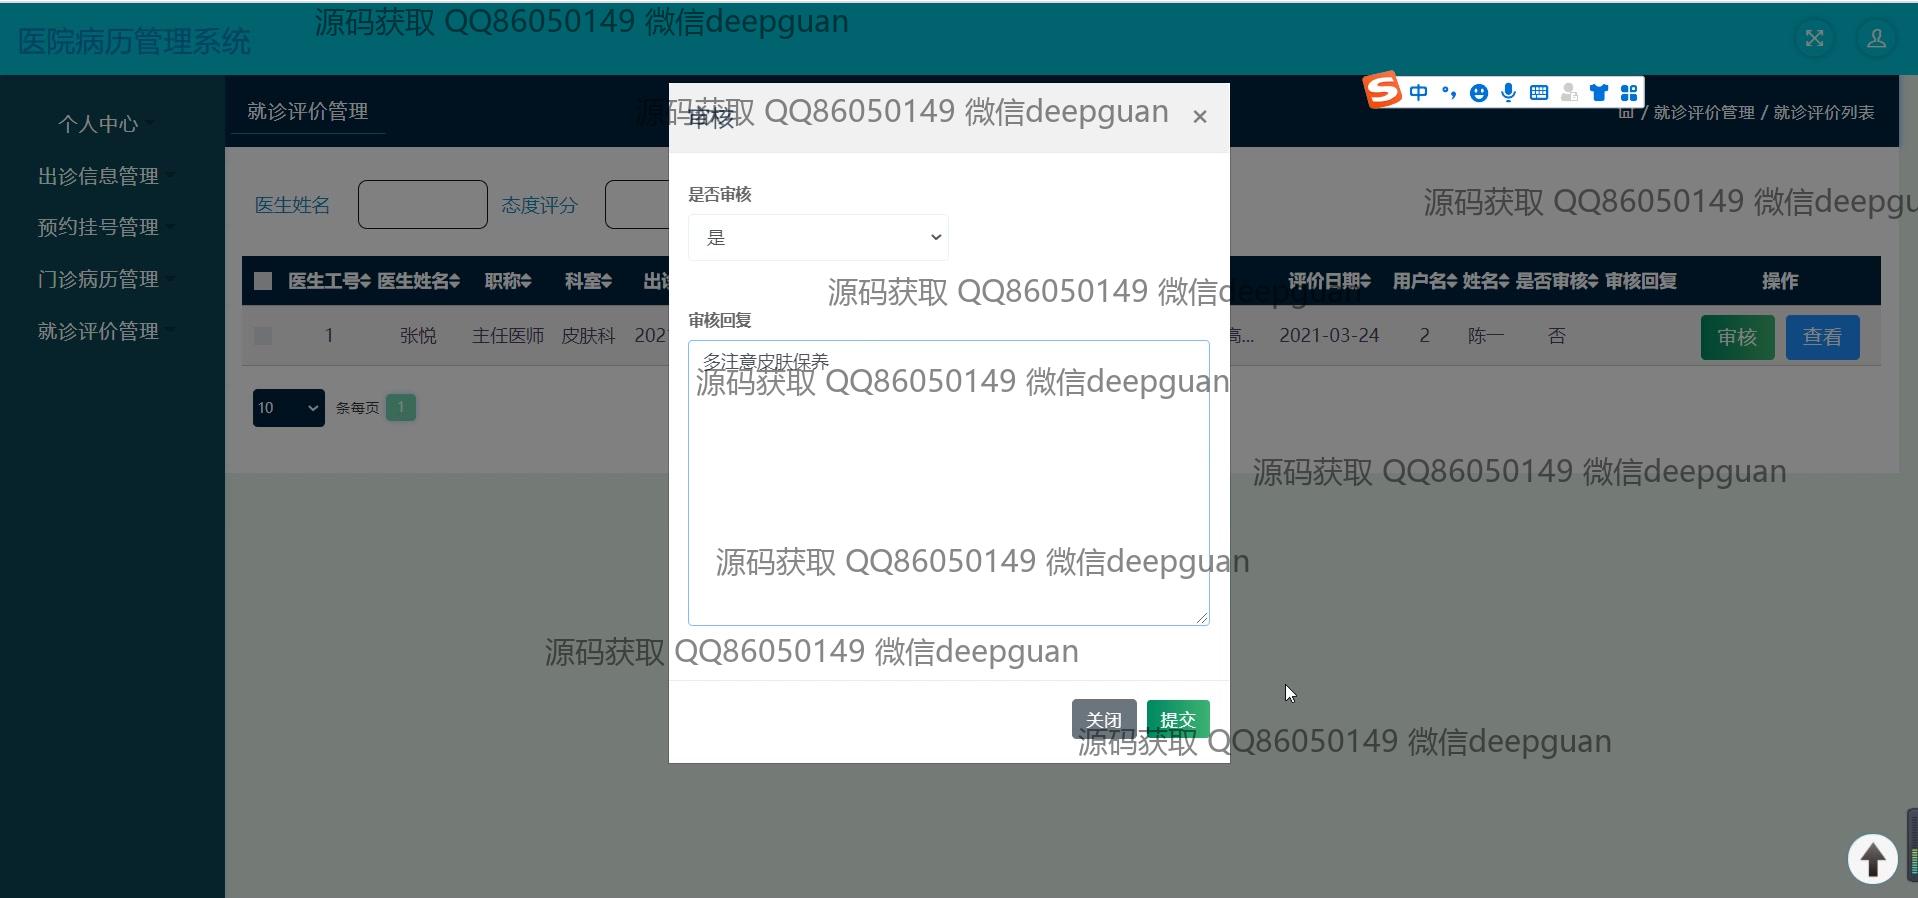 源码获取 QQ86050149 微信deepguan
医院病历管理系统
个人中心
出诊信息管理
预约挂号管理
门诊病历管理
就诊评价管理
就诊评价管理
/ 就诊评价管理 / 就诊评价列表
中
源码获取 QQ86050149 微信deepguan
审核
×
医生姓名
态度评分
源码获取 QQ86050149 微信deepgu
是否审核
是
源码获取 QQ86050149 微信deepguan
医生工号 医生姓名 职称 科室 出诊 评价日期 用户名 姓名 是否审核 审核回复 操作
1 张悦 主任医师 皮肤科 202 高... 2021-03-24 2 陈一 否 审核 查看
审核回复
多注意皮肤保养
源码获取 QQ86050149 微信deepguan
10 条每页 1
源码获取 QQ86050149 微信deepguan
源码获取 QQ86050149 微信deepguan
源码获取 QQ86050149 微信deepguan
关闭 提交
源码获取 QQ86050149 微信deepguan